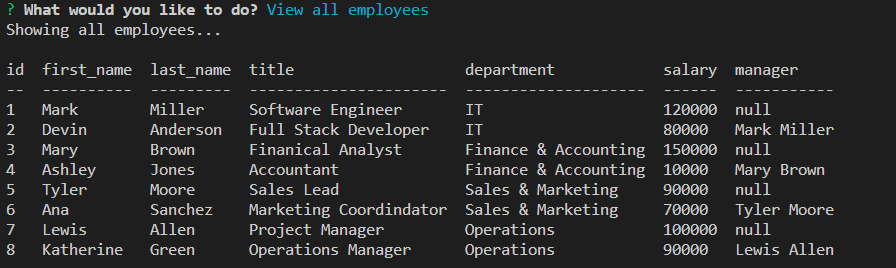 ? What would you like to do? View all employees
Showing all employees...
id  first_name  last_name  title                   department            salary  manager
--  ----------  ---------  ----------------------  --------------------  ------  -----------
1   Mark        Miller     Software Engineer       IT                    120000  null
2   Devin       Anderson   Full Stack Developer    IT                    80000   Mark Miller
3   Mary        Brown      Finanical Analyst       Finance & Accounting  150000  null
4   Ashley      Jones      Accountant              Finance & Accounting  10000   Mary Brown
5   Tyler       Moore      Sales Lead              Sales & Marketing     90000   null
6   Ana         Sanchez    Marketing Coordindator  Sales & Marketing     70000   Tyler Moore
7   Lewis       Allen      Project Manager         Operations            100000  null
8   Katherine   Green      Operations Manager      Operations            90000   Lewis Allen